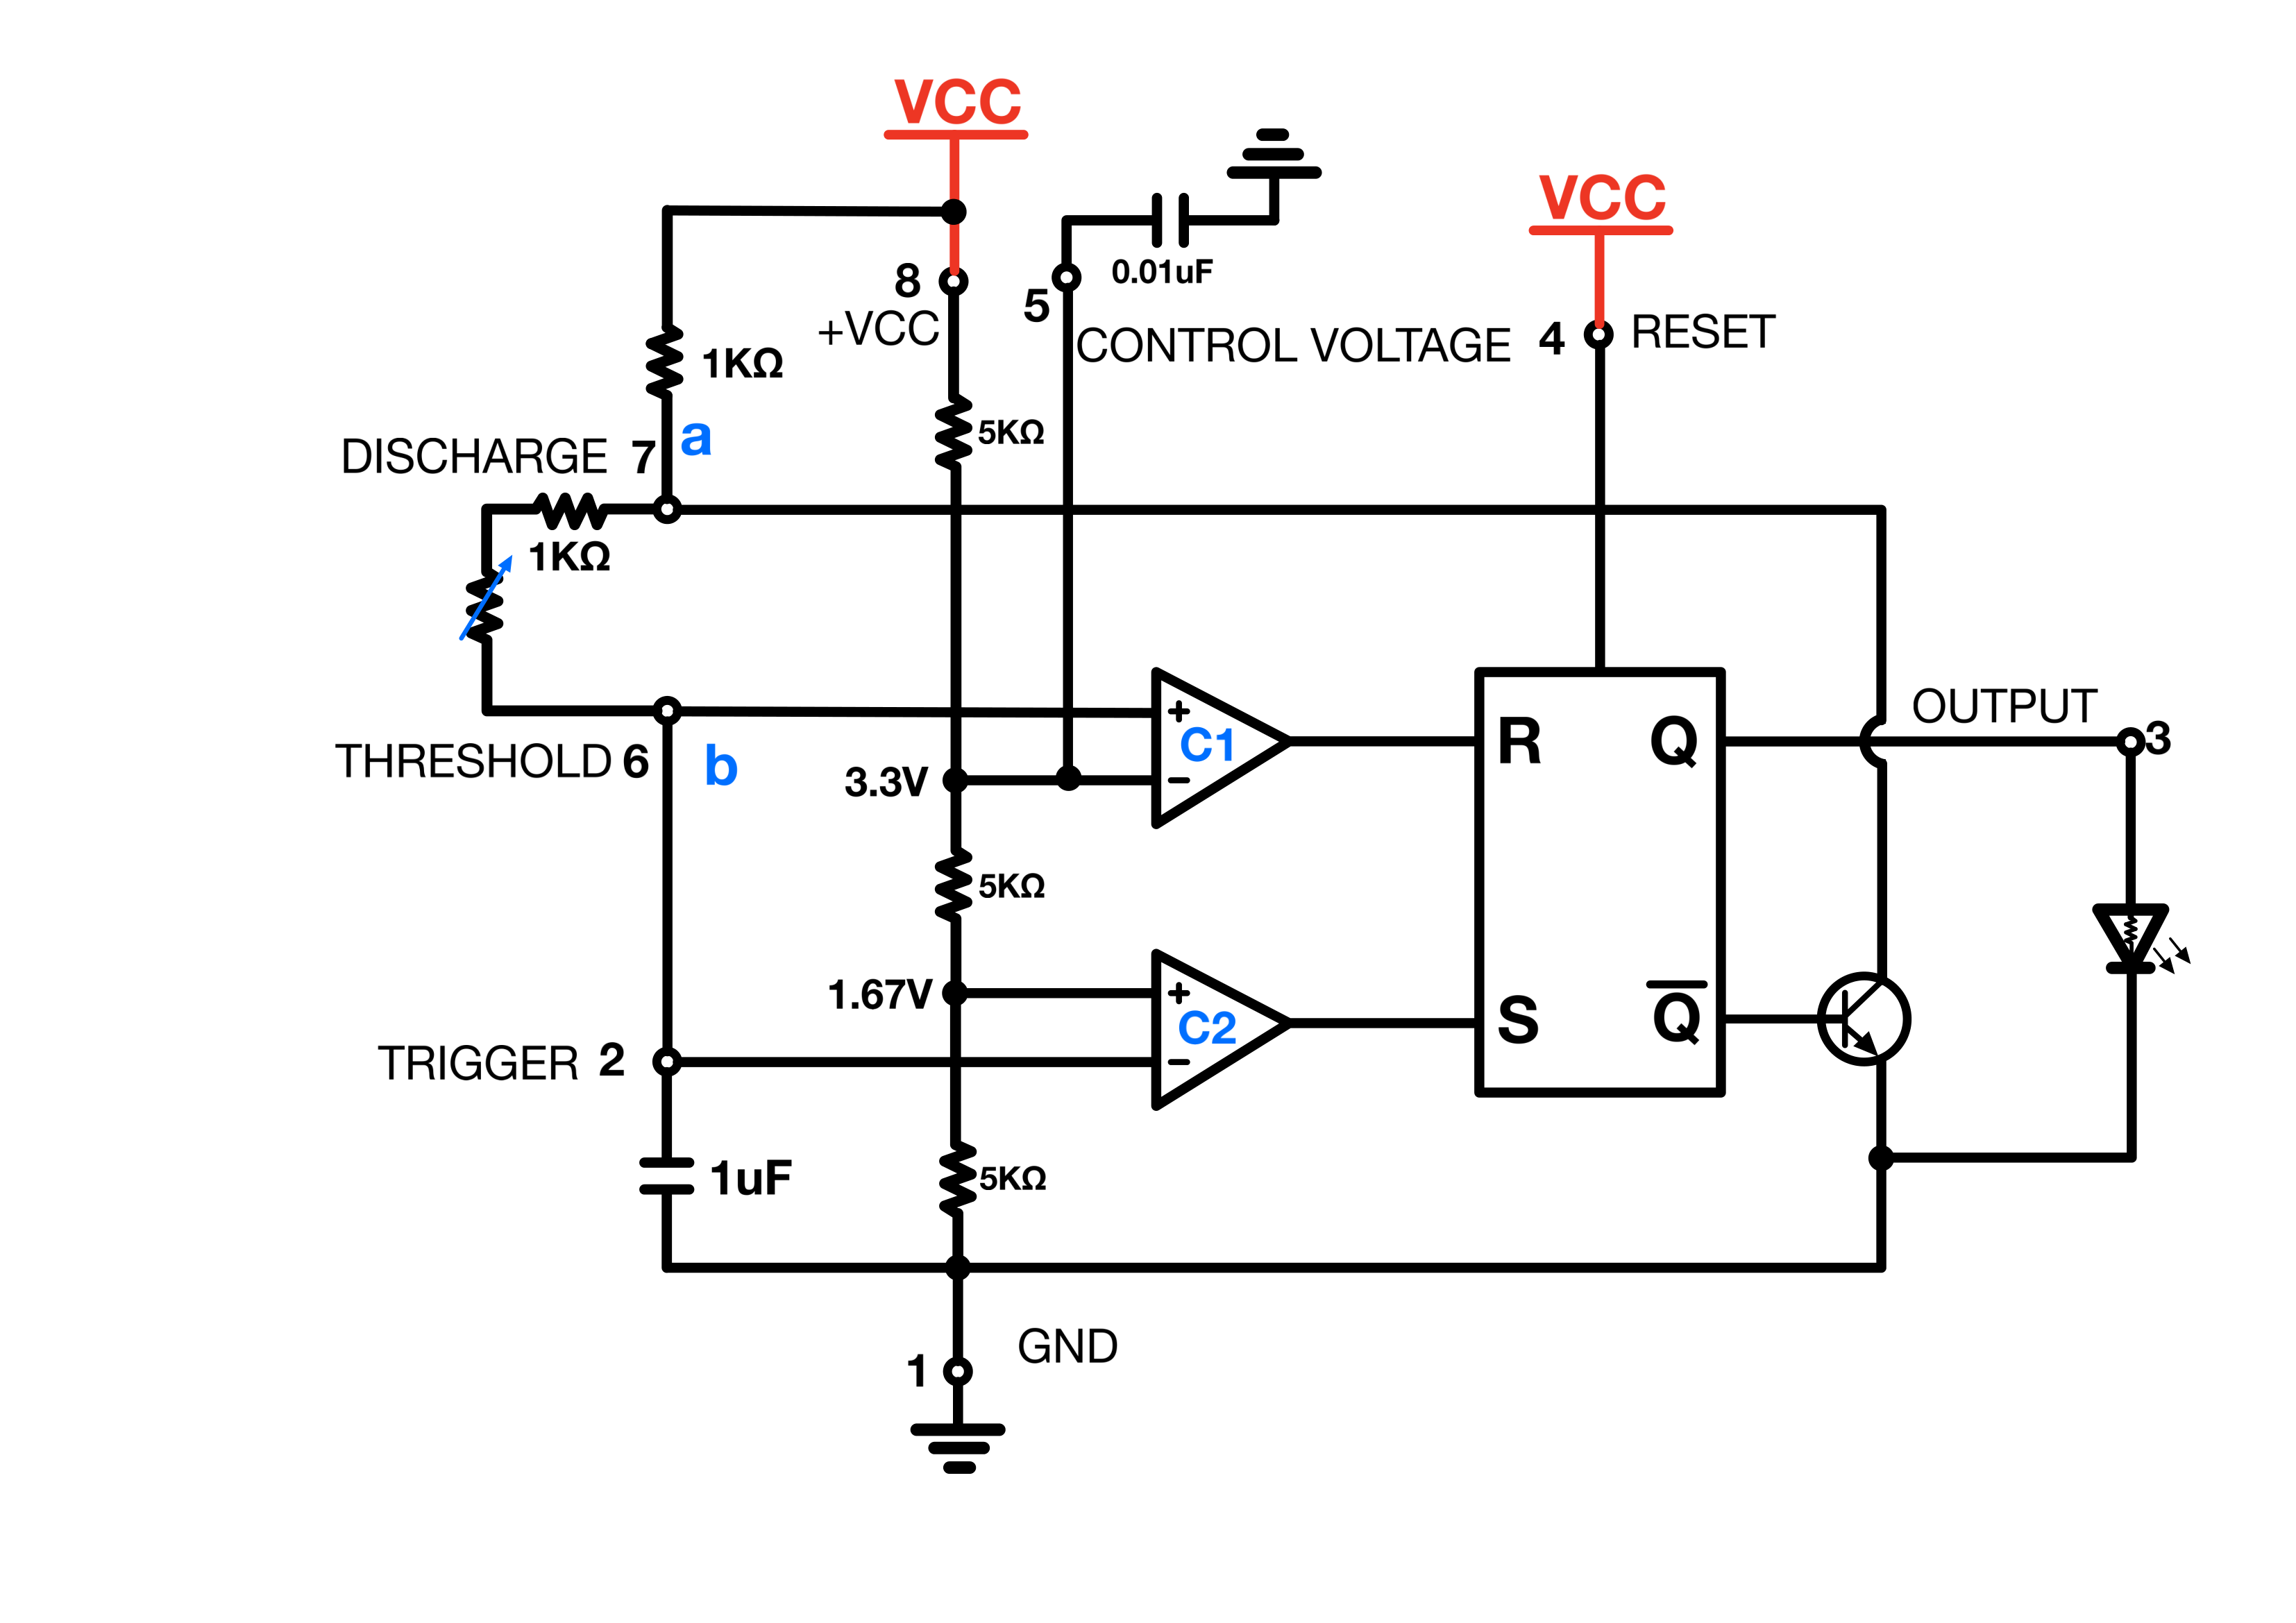 VCC
VCC
8
+VCC
5
0.01uF
CONTROL VOLTAGE
4
RESET
1KΩ
a
5KΩ
DISCHARGE 7
1KΩ
OUTPUT
3
THRESHOLD 6
b
3.3V
+
C1
−
R
Q
5KΩ
1.67V
+
C2
−
S
Q̅
TRIGGER 2
1uF
5KΩ
GND
1